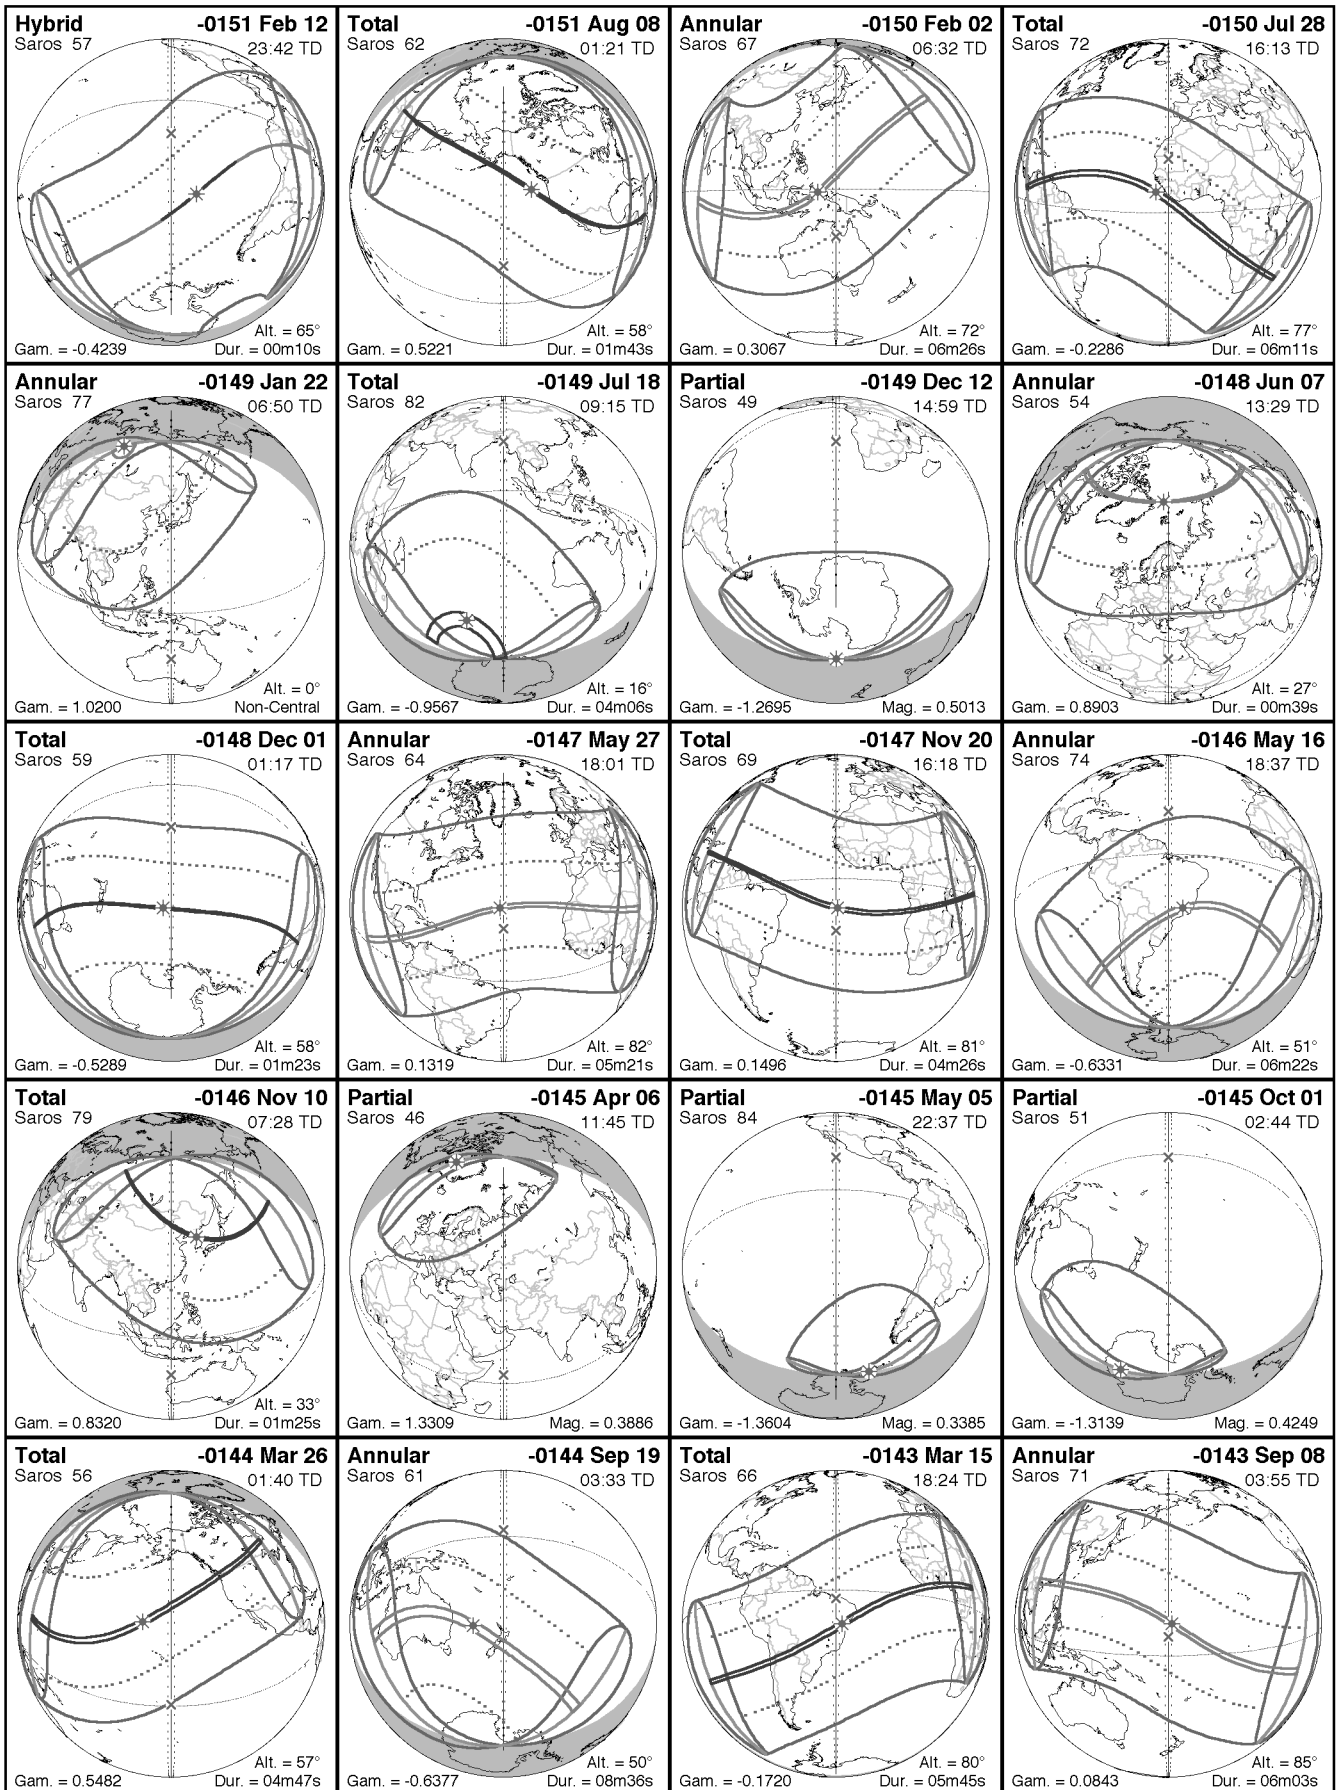 Hybrid -0151 Feb 12
Saros 57 23:42 TD
Alt. = 65°
Gam. = -0.4239 Dur. = 00m10s
Total -0151 Aug 08
Saros 62 01:21 TD
Alt. = 58°
Gam. = 0.5221 Dur. = 01m43s
Annular -0150 Feb 02
Saros 67 06:32 TD
Alt. = 72°
Gam. = 0.3067 Dur. = 06m26s
Total -0150 Jul 28
Saros 72 16:13 TD
Alt. = 77°
Gam. = -0.2286 Dur. = 06m11s
Annular -0149 Jan 22
Saros 77 06:50 TD
Alt. = 0°
Gam. = 1.0200 Non-Central
Total -0149 Jul 18
Saros 82 09:15 TD
Alt. = 16°
Gam. = -0.9567 Dur. = 04m06s
Partial -0149 Dec 12
Saros 49 14:59 TD
Gam. = -1.2695 Mag. = 0.5013
Annular -0148 Jun 07
Saros 54 13:29 TD
Alt. = 27°
Gam. = 0.8903 Dur. = 00m39s
Total -0148 Dec 01
Saros 59 01:17 TD
Alt. = 58°
Gam. = -0.5289 Dur. = 01m23s
Annular -0147 May 27
Saros 64 18:01 TD
Alt. = 82°
Gam. = 0.1319 Dur. = 05m21s
Total -0147 Nov 20
Saros 69 16:18 TD
Alt. = 81°
Gam. = 0.1496 Dur. = 04m26s
Annular -0146 May 16
Saros 74 18:37 TD
Alt. = 51°
Gam. = -0.6331 Dur. = 06m22s
Total -0146 Nov 10
Saros 79 07:28 TD
Alt. = 33°
Gam. = 0.8320 Dur. = 01m25s
Partial -0145 Apr 06
Saros 46 11:45 TD
Gam. = 1.3309 Mag. = 0.3886
Partial -0145 May 05
Saros 84 22:37 TD
Gam. = -1.3604 Mag. = 0.3385
Partial -0145 Oct 01
Saros 51 02:44 TD
Gam. = -1.3139 Mag. = 0.4249
Total -0144 Mar 26
Saros 56 01:40 TD
Alt. = 57°
Gam. = 0.5482 Dur. = 04m47s
Annular -0144 Sep 19
Saros 61 03:33 TD
Alt. = 50°
Gam. = -0.6377 Dur. = 08m36s
Total -0143 Mar 15
Saros 66 18:24 TD
Alt. = 80°
Gam. = -0.1720 Dur. = 05m45s
Annular -0143 Sep 08
Saros 71 03:55 TD
Alt. = 85°
Gam. = 0.0843 Dur. = 06m03s